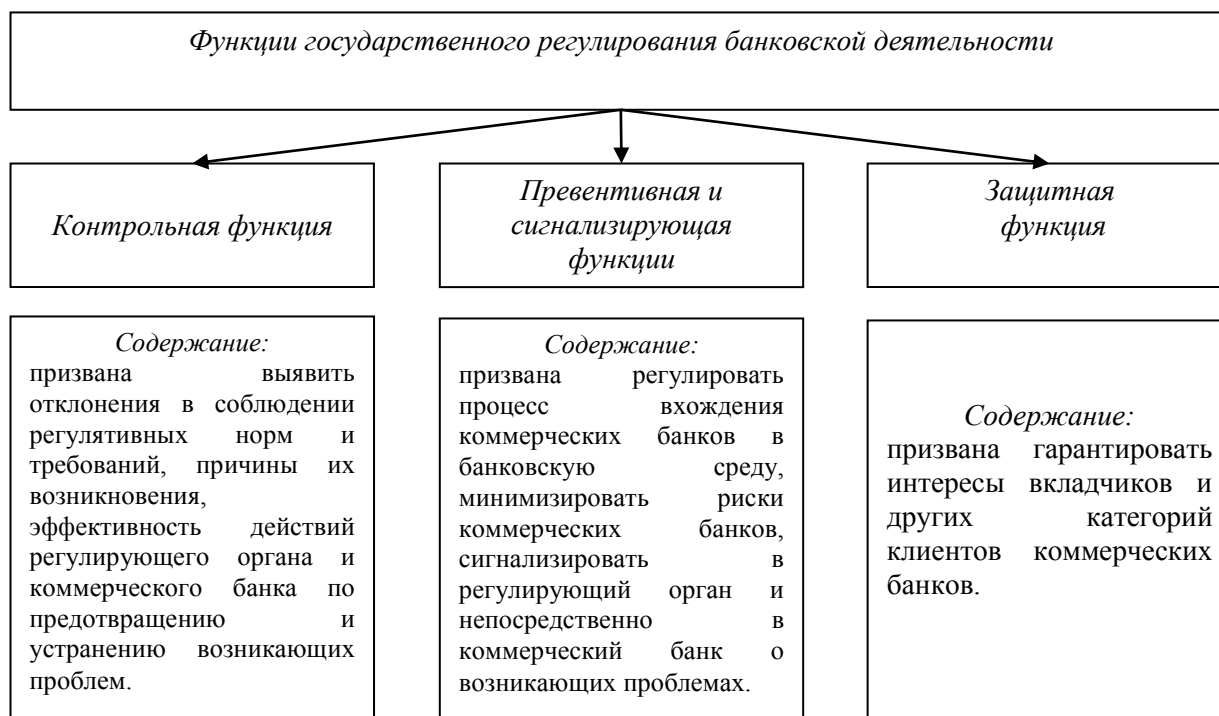 Функции государственного регулирования банковской деятельности
Контрольная функция
Превентивная и
сигнализирующая
функции
Защитная
функция
Содержание:
призвана выявить
отклонения в соблюдении
регулятивных норм и
требований, причины их
возникновения,
эффективность действий
регулирующего органа и
коммерческого банка по
предотвращению и
устранению возникающих
проблем.
Содержание:
призвана регулировать
процесс вхождения
коммерческих банков в
банковскую среду,
минимизировать риски
коммерческих банков,
сигнализировать в
регулирующий орган и
непосредственно в
коммерческий банк о
возникающих проблемах.
Содержание:
призвана гарантировать
интересы вкладчиков и
других категорий
клиентов коммерческих
банков.